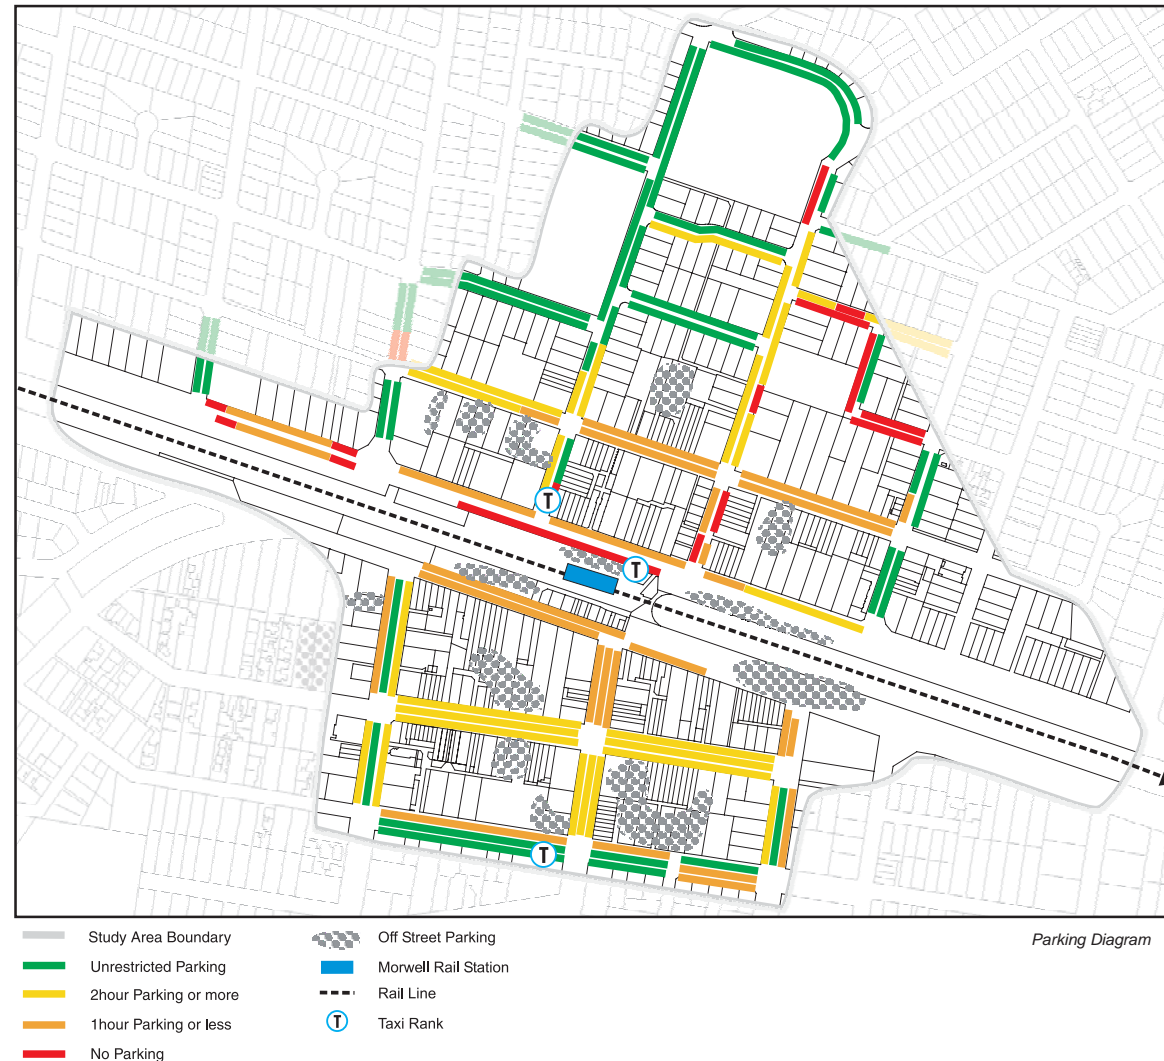 T
T
T
Study Area Boundary
Unrestricted Parking
2hour Parking or more
1hour Parking or less
No Parking
Off Street Parking
Morwell Rail Station
Rail Line
T Taxi Rank
Parking Diagram